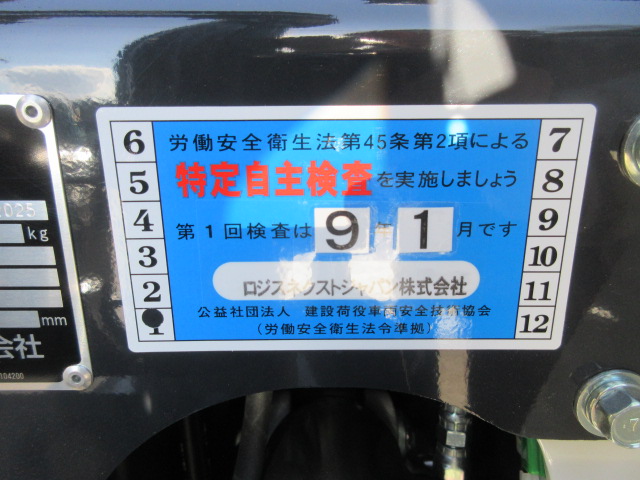 労働安全衛生法第45条第2項による
特定自主検査を実施しましょう
第1回検査は 9年 1月です
ロジスネクストジャパン株式会社
公益社団法人 建設荷役車両安全技術協会
(労働安全衛生法令準拠)
6
5
4
3
2
7
8
9
10
11
12
2025
kg
mm
会社
104200
7